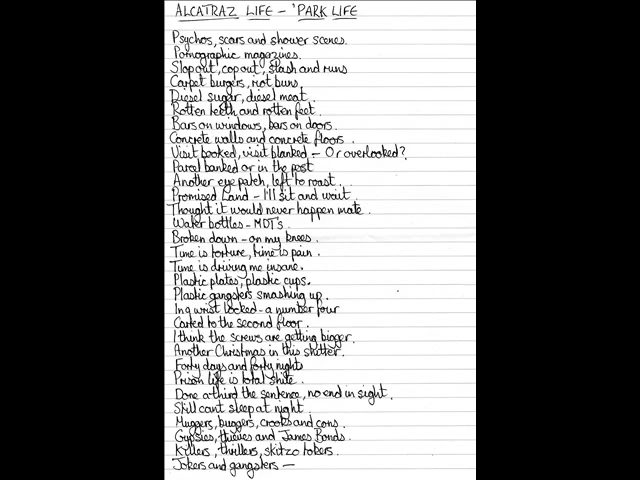 ALCATRAZ LIFE – 'PARK LIFE
Psychos, scars and shower scenes.
Pornographic magazines.
Slop out, cop out, slash and runs
Carpet burgers, riot buns.
Diesel sugar, diesel meat.
Rotten teeth and rotten feet.
Bars on windows, bars on doors.
Concrete walls and concrete floors.
Visit booked, visit blanked – Or overlooked?
Parcel banked or in the post
Another eye patch, left to roast.
Promised Land – I'll sit and wait.
Thought it would never happen mate.
Water bottles – MDT's.
Broken down – on my knees.
Time is torture, time is pain.
Time is driving me insane.
Plastic plates, plastic cups.
Plastic gangsters smashing up.
In a wrist locked – a number four
Carted to the second floor.
I think the screws are getting bigger.
Another Christmas in this shitter.
Forty days and forty nights
Prison life is total shite.
Done a third the sentence, no end in sight.
Still cant sleep at night.
Muggers, buggers, crooks and cons.
Gypsies, thieves and James Bonds.
Killers, thrillers, skitzo tokers.
Jokers and gangsters –